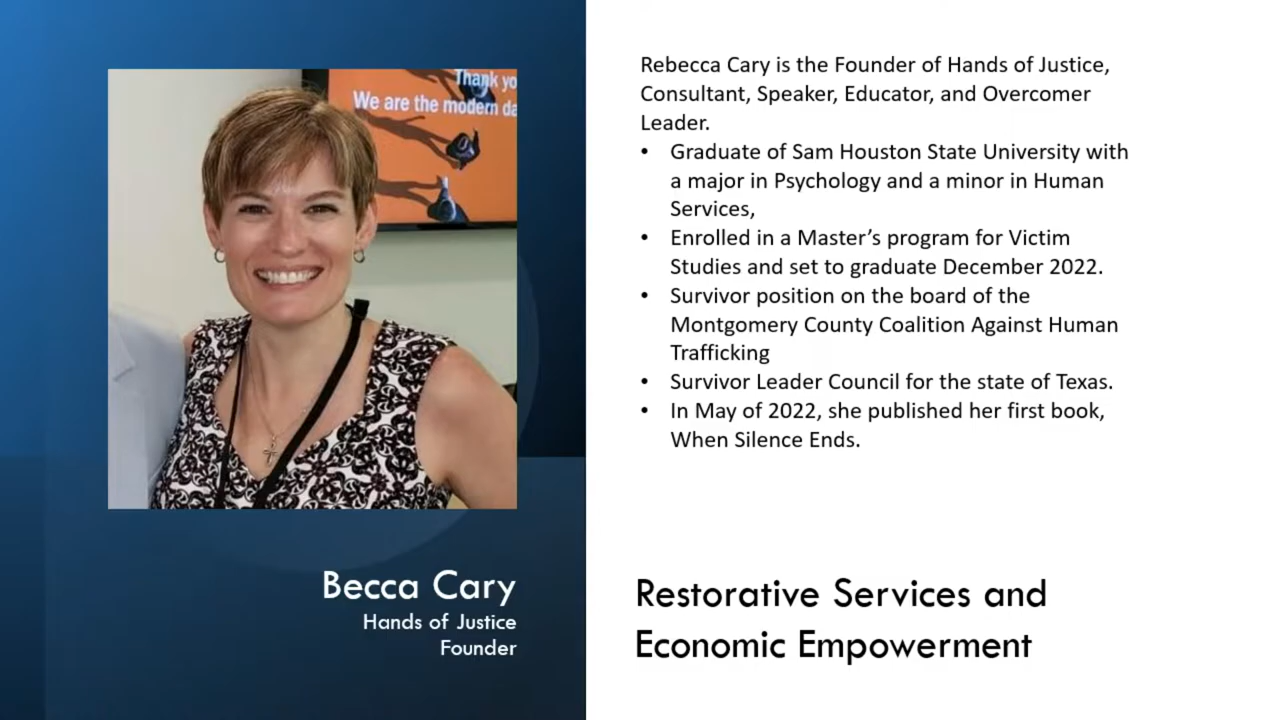 Thank yo
We are the modern da
Rebecca Cary is the Founder of Hands of Justice,
Consultant, Speaker, Educator, and Overcomer
Leader.
• Graduate of Sam Houston State University with
a major in Psychology and a minor in Human
Services,
• Enrolled in a Master’s program for Victim
Studies and set to graduate December 2022.
• Survivor position on the board of the
Montgomery County Coalition Against Human
Trafficking
• Survivor Leader Council for the state of Texas.
• In May of 2022, she published her first book,
When Silence Ends.
Becca Cary
Hands of Justice
Founder
Restorative Services and
Economic Empowerment